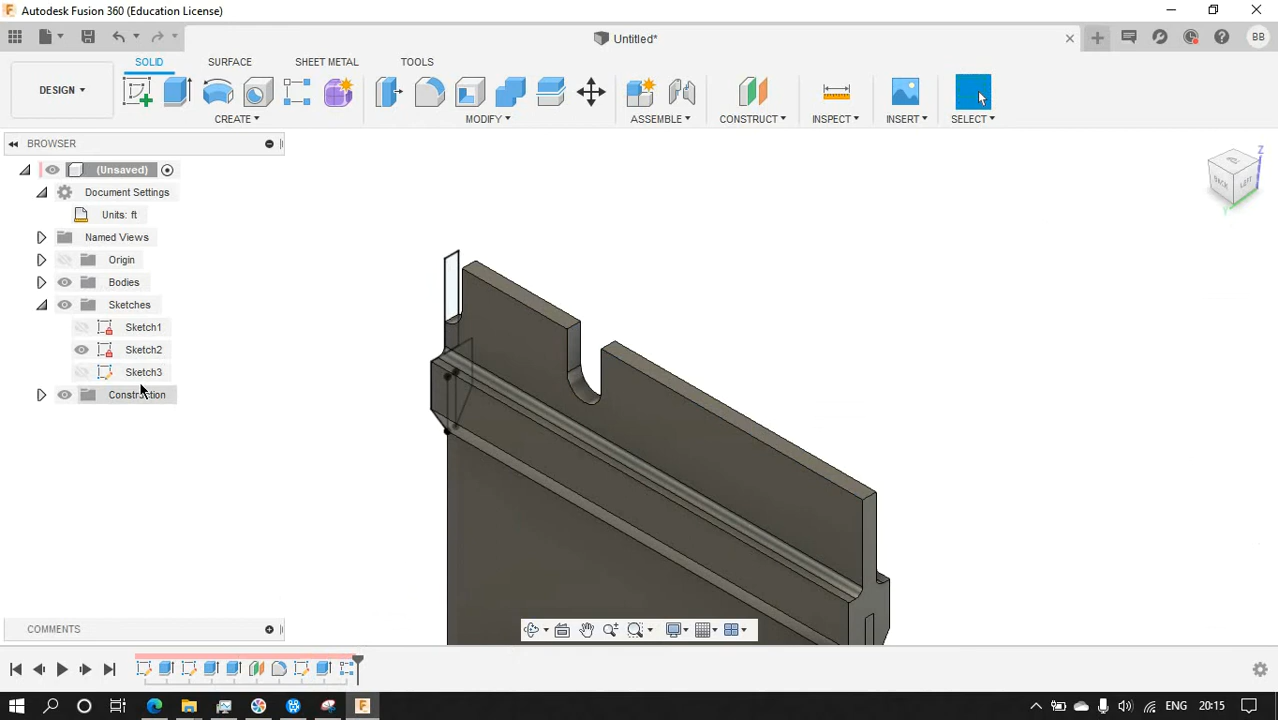 Autodesk Fusion 360 (Education License)
Untitled*
BB
DESIGN
SOLID
SURFACE
SHEET METAL
TOOLS
CREATE
MODIFY
ASSEMBLE
CONSTRUCT
INSPECT
INSERT
SELECT
BROWSER
(Unsaved)
Document Settings
Units: ft
Named Views
Origin
Bodies
Sketches
Sketch1
Sketch2
Sketch3
Construction
BACK
LEFT
Z
Y
COMMENTS
ENG
20:15